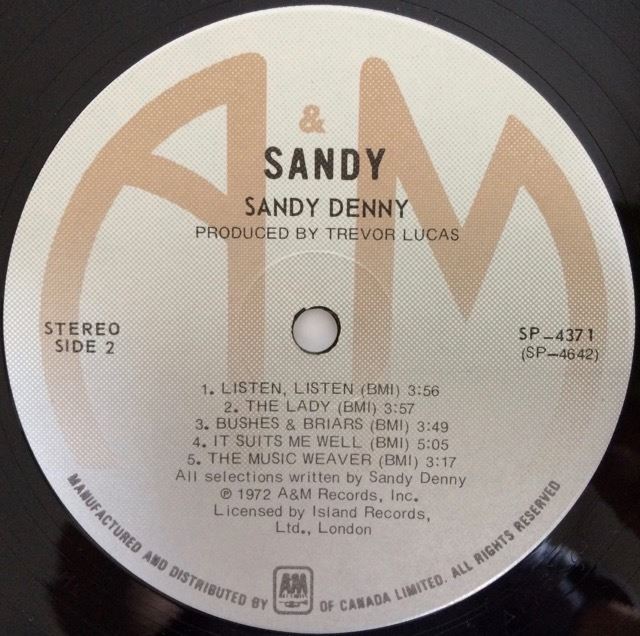 A&M
SANDY
SANDY DENNY
PRODUCED BY TREVOR LUCAS
STEREO
SIDE 2
SP-4371
(SP-4642)
1. LISTEN, LISTEN (BMI) 3:56
2. THE LADY (BMI) 3:57
3. BUSHES & BRIARS (BMI) 3:49
4. IT SUITS ME WELL (BMI) 5:05
5. THE MUSIC WEAVER (BMI) 3:17
All selections written by Sandy Denny
℗ 1972 A&M Records, Inc.
Licensed by Island Records,
Ltd., London
MANUFACTURED AND DISTRIBUTED BY A&M OF CANADA LIMITED. ALL RIGHTS RESERVED